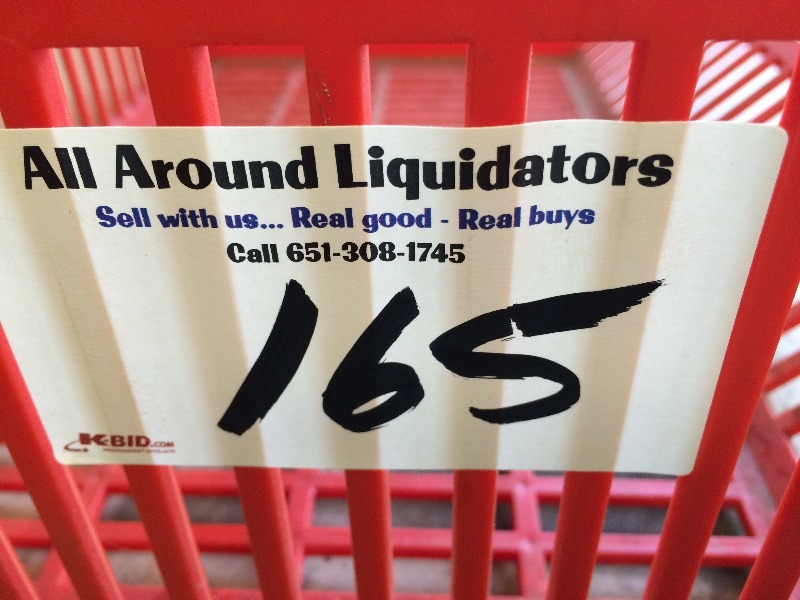 All Around Liquidators
Sell with us... Real good - Real buys
Call 651-308-1745
165
K-BID.COM